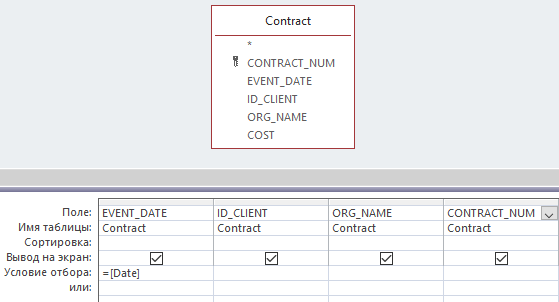 Contract
*
CONTRACT_NUM
EVENT_DATE
ID_CLIENT
ORG_NAME
COST
Поле: EVENT_DATE ID_CLIENT ORG_NAME CONTRACT_NUM
Имя таблицы: Contract Contract Contract Contract
Сортировка:
Вывод на экран:
Условие отбора: =[Date]
или: